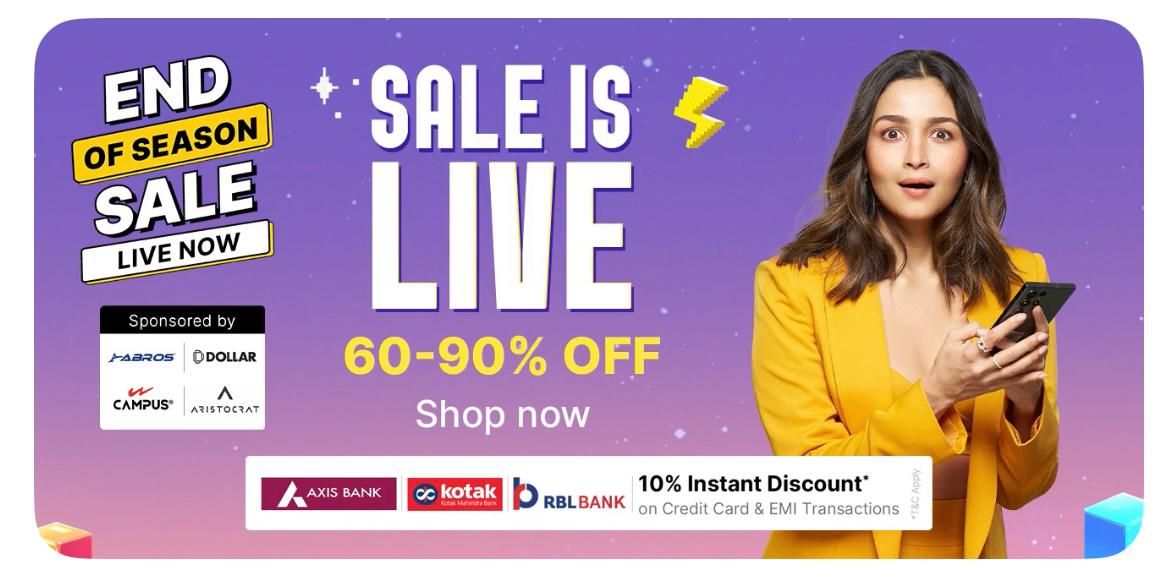 END
OF SEASON
SALE
LIVE NOW
Sponsored by
ABROS
DOLLAR
CAMPUS®
ARISTOCRAT
SALE IS
LIVE
60-90% OFF
Shop now
AXIS BANK
kotak
Kotak Mahindra Bank
RBL BANK
10% Instant Discount*
on Credit Card & EMI Transactions
*T&C Apply